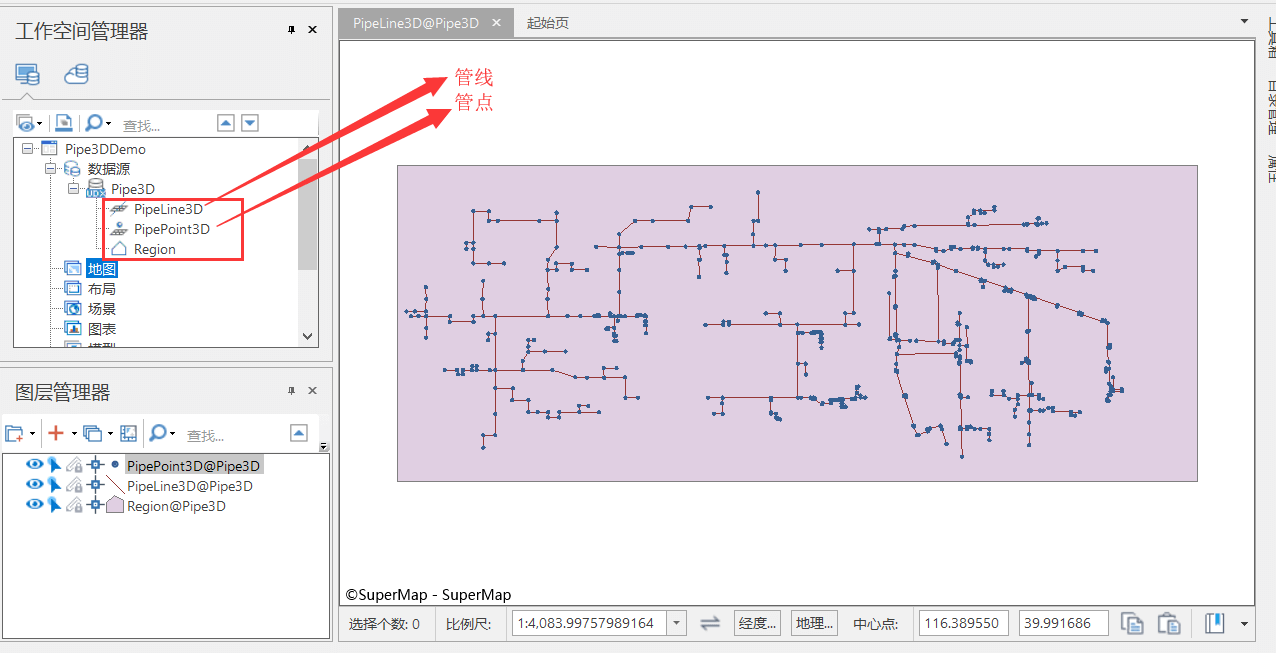 工作空间管理器
查找...
Pipe3DDemo
数据源
UDX
Pipe3D
PipeLine3D
PipePoint3D
Region
地图
布局
场景
图表
图层管理器
查找...
PipePoint3D@Pipe3D
PipeLine3D@Pipe3D
Region@Pipe3D
PipeLine3D@Pipe3D
起始页
管线
管点
©SuperMap - SuperMap
选择个数: 0
比例尺:
1:4,083.99757989164
经度...
地理...
中心点:
116.389550
39.991686